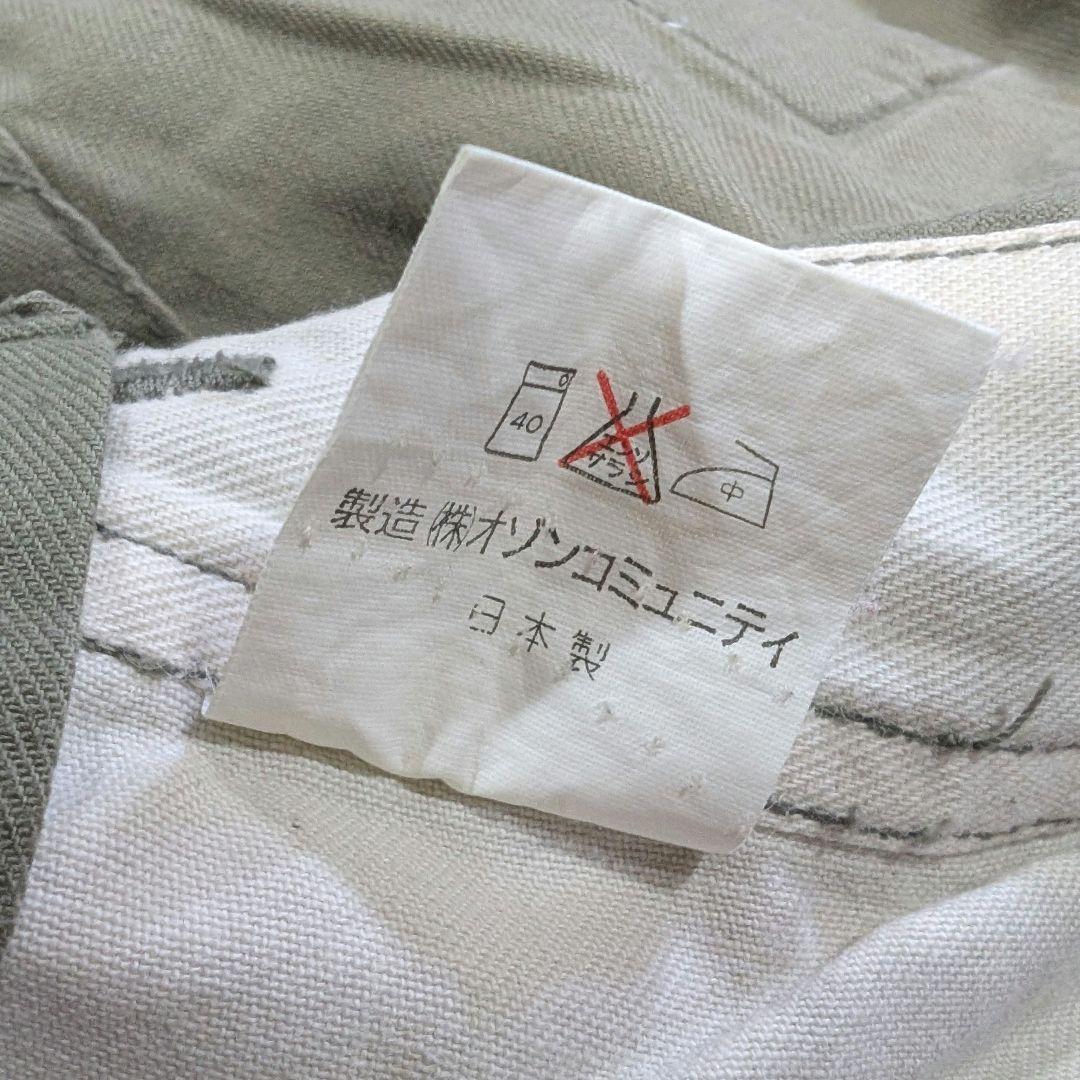 40 エンソサラシ 中
製造(株)オゾンコミュニティ
日本製